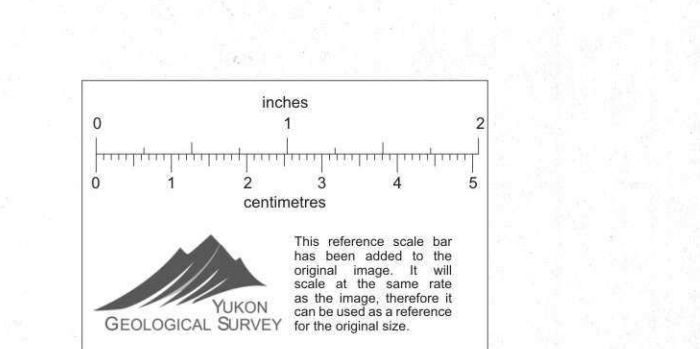 inches
0 1 2
0 1 2 3 4 5
centimetres
YUKON
GEOLOGICAL SURVEY
This reference scale bar
has been added to the
original image. It will
scale at the same rate
as the image, therefore it
can be used as a reference
for the original size.